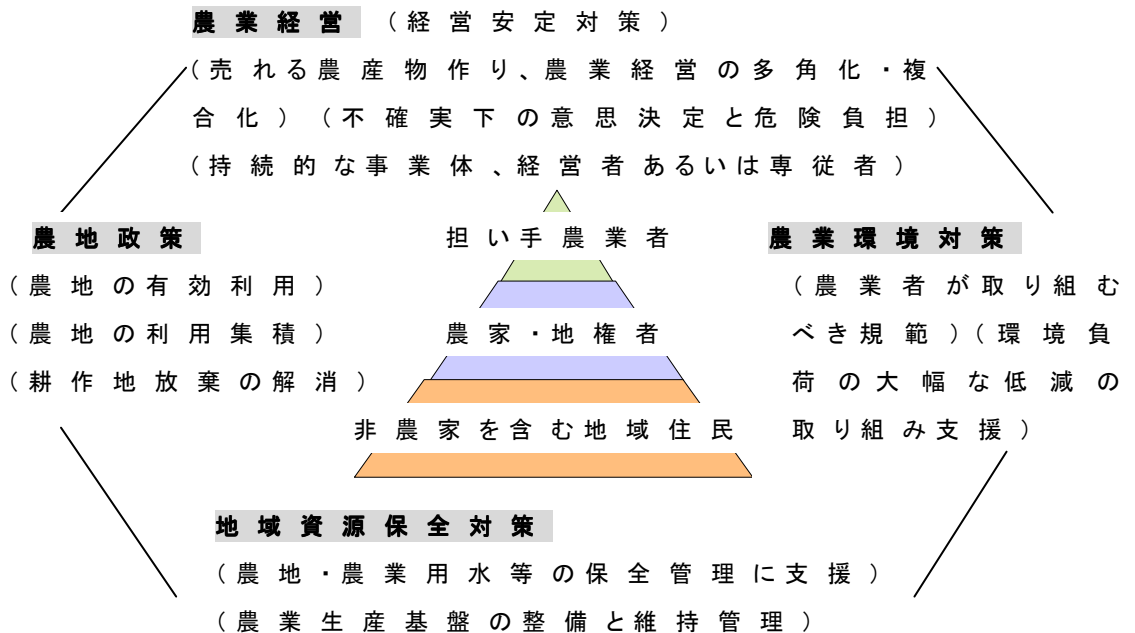 農業経営（経営安定対策）
（売れる農産物作り、農業経営の多角化・複
合化）（不確実下の意思決定と危険負担）
（持続的な事業体、経営者あるいは専従者）
農地政策
（農地の有効利用）
（農地の利用集積）
（耕作地放棄の解消）
担い手農業者
農家・地権者
非農家を含む地域住民
農業環境対策
（農業者が取り組む
べき規範）（環境負
荷の大幅な低減の
取り組み支援）
地域資源保全対策
（農地・農業用水等の保全管理に支援）
（農業生産基盤の整備と維持管理）